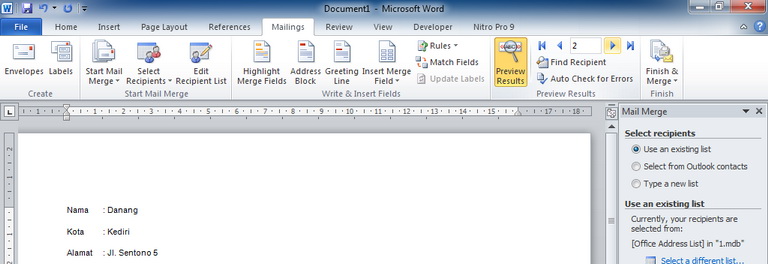 Document1 - Microsoft Word
File Home Insert Page Layout References Mailings Review View Developer Nitro Pro 9
Envelopes Labels Start Mail Merge Select Recipients Edit Recipient List Highlight Merge Fields Address Block Greeting Line Insert Merge Field Rules Match Fields Update Labels Preview Results 2 Find Recipient Auto Check for Errors Finish & Merge
Create Start Mail Merge Write & Insert Fields Preview Results Finish
Mail Merge
Select recipients
Use an existing list
Select from Outlook contacts
Type a new list
Use an existing list
Currently, your recipients are
selected from:
[Office Address List] in "1.mdb"
Select a different list...
Nama : Danang
Kota : Kediri
Alamat : Jl. Sentono 5